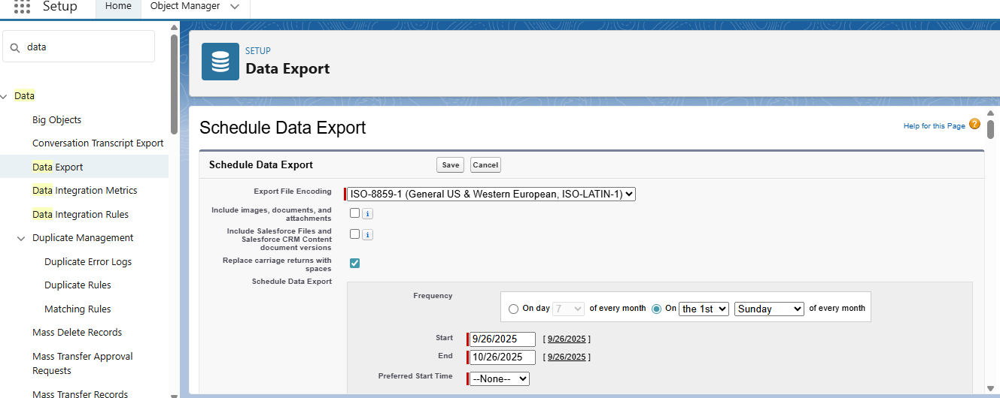 Setup Home Object Manager
data
Data
Big Objects
Conversation Transcript Export
Data Export
Data Integration Metrics
Data Integration Rules
Duplicate Management
Duplicate Error Logs
Duplicate Rules
Matching Rules
Mass Delete Records
Mass Transfer Approval
Requests
Mass Transfer Records
SETUP
Data Export
Schedule Data Export
Help for this Page ?
Schedule Data Export Save Cancel
Export File Encoding ISO-8859-1 (General US & Western European, ISO-LATIN-1)
Include images, documents, and
attachments i
Include Salesforce Files and
Salesforce CRM Content
document versions i
Replace carriage returns with
spaces
Schedule Data Export
Frequency
On day 7 of every month On the 1st Sunday of every month
Start 9/26/2025 [ 9/26/2025 ]
End 10/26/2025 [ 9/26/2025 ]
Preferred Start Time --None--